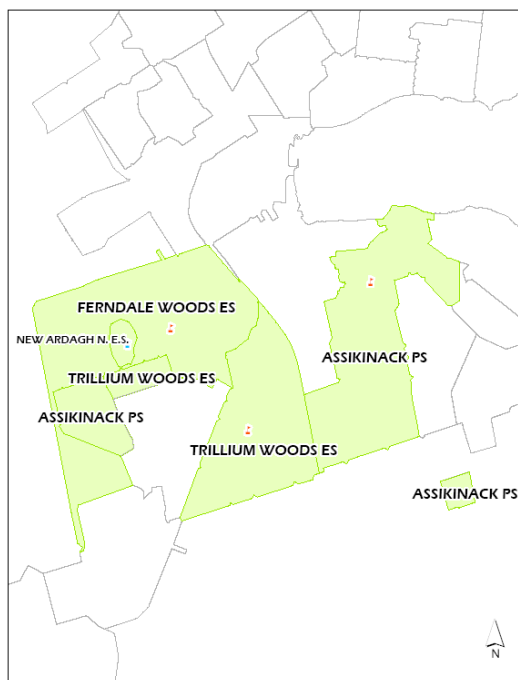 FERNDALE WOODS ES
NEW ARDAGH N. E.S.
ASSIKINACK PS
TRILLIUM WOODS ES
ASSIKINACK PS
TRILLIUM WOODS ES
ASSIKINACK PS
N